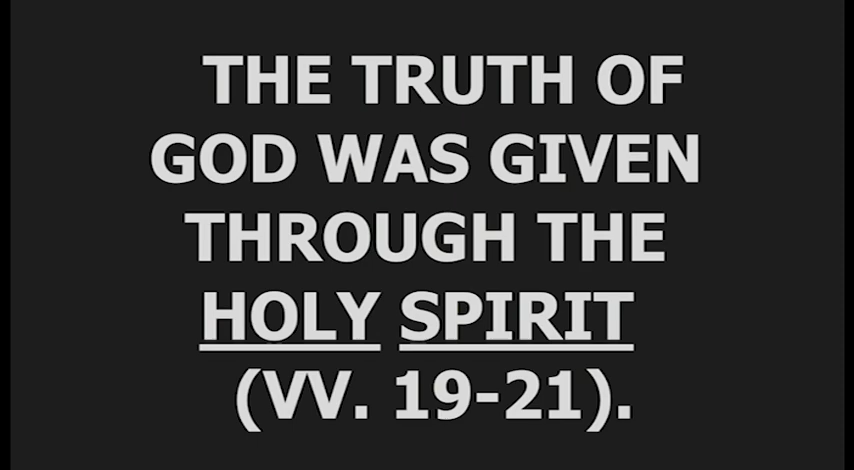 THE TRUTH OF
GOD WAS GIVEN
THROUGH THE
HOLY SPIRIT
(VV. 19-21).